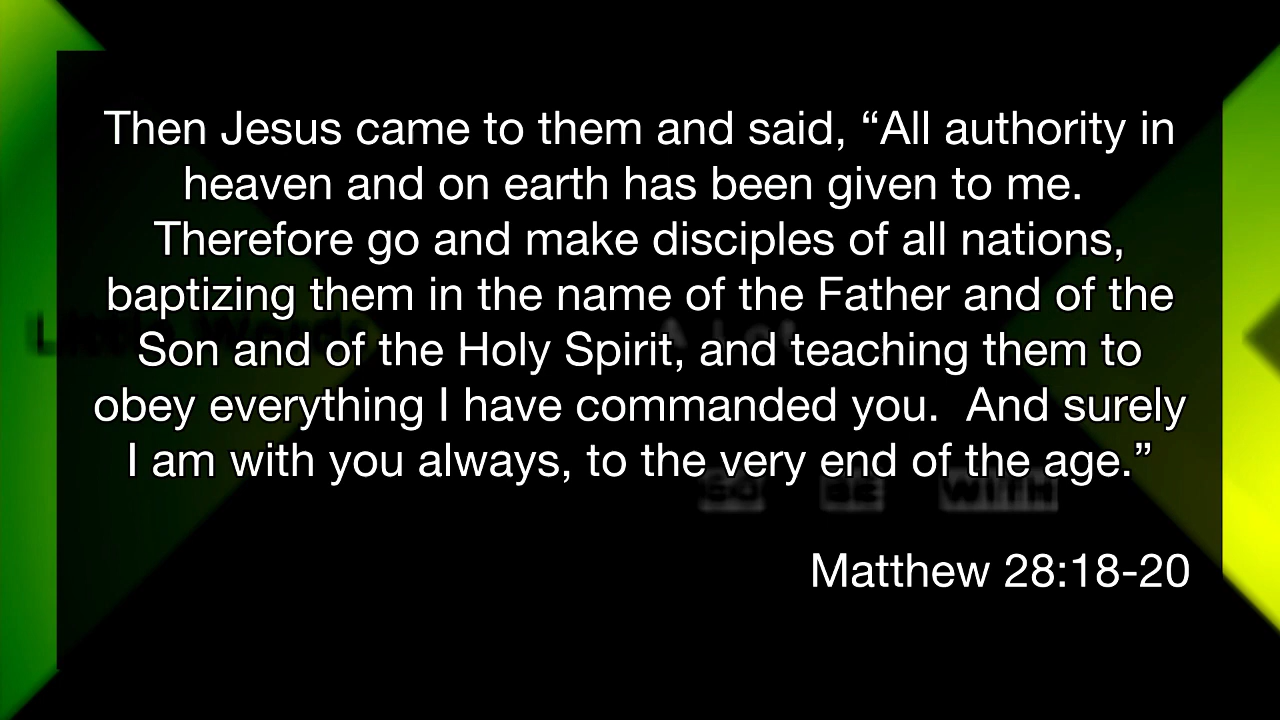 Then Jesus came to them and said, “All authority in
heaven and on earth has been given to me.
Therefore go and make disciples of all nations,
baptizing them in the name of the Father and of the
Son and of the Holy Spirit, and teaching them to
obey everything I have commanded you.  And surely
I am with you always, to the very end of the age.”
GO BE WITH
Matthew 28:18-20